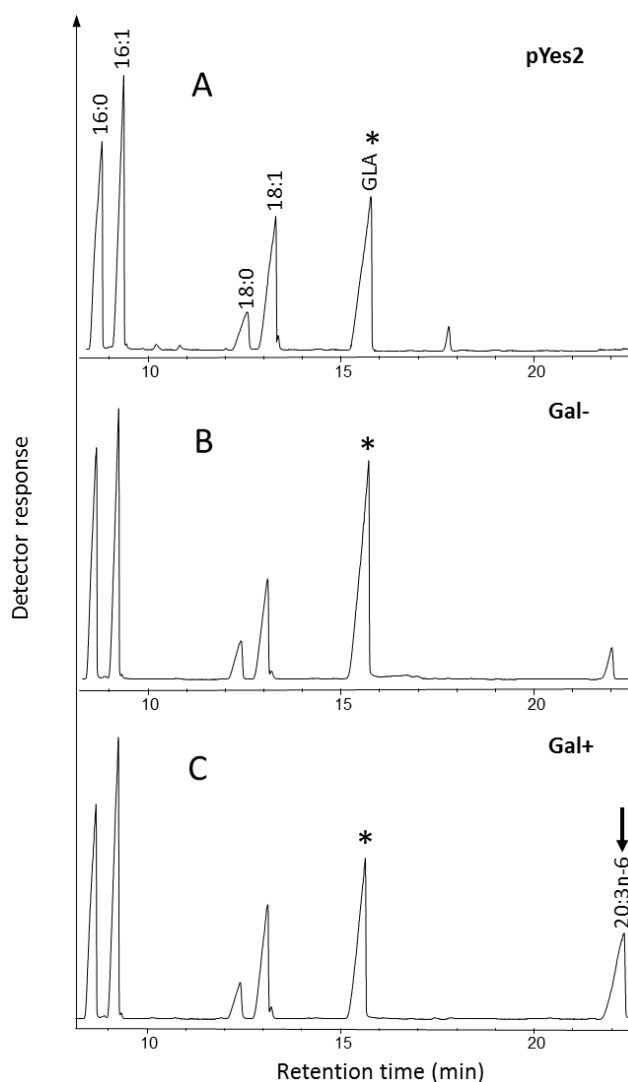 pYes2
A
16:0
16:1
18:0
18:1
GLA *
10
15
20
Gal-
B
*
10
15
20
Detector response
Gal+
C
*
20:3n-6
10
15
20
Retention time (min)